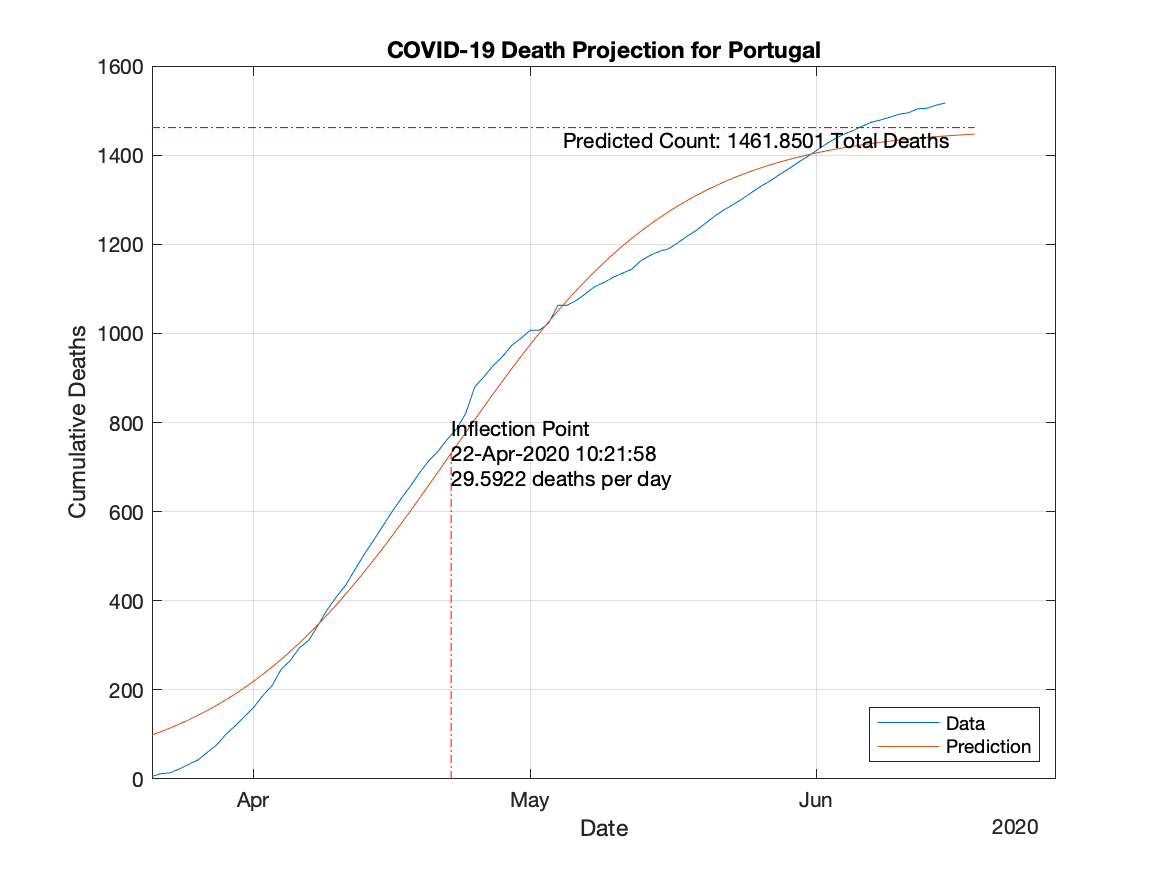 COVID-19 Death Projection for Portugal
1600
1400
1200
1000
800
600
400
200
0
Cumulative Deaths
Predicted Count: 1461.8501 Total Deaths
Inflection Point
22-Apr-2020 10:21:58
29.5922 deaths per day
Data
Prediction
Apr
May
Jun
Date
2020